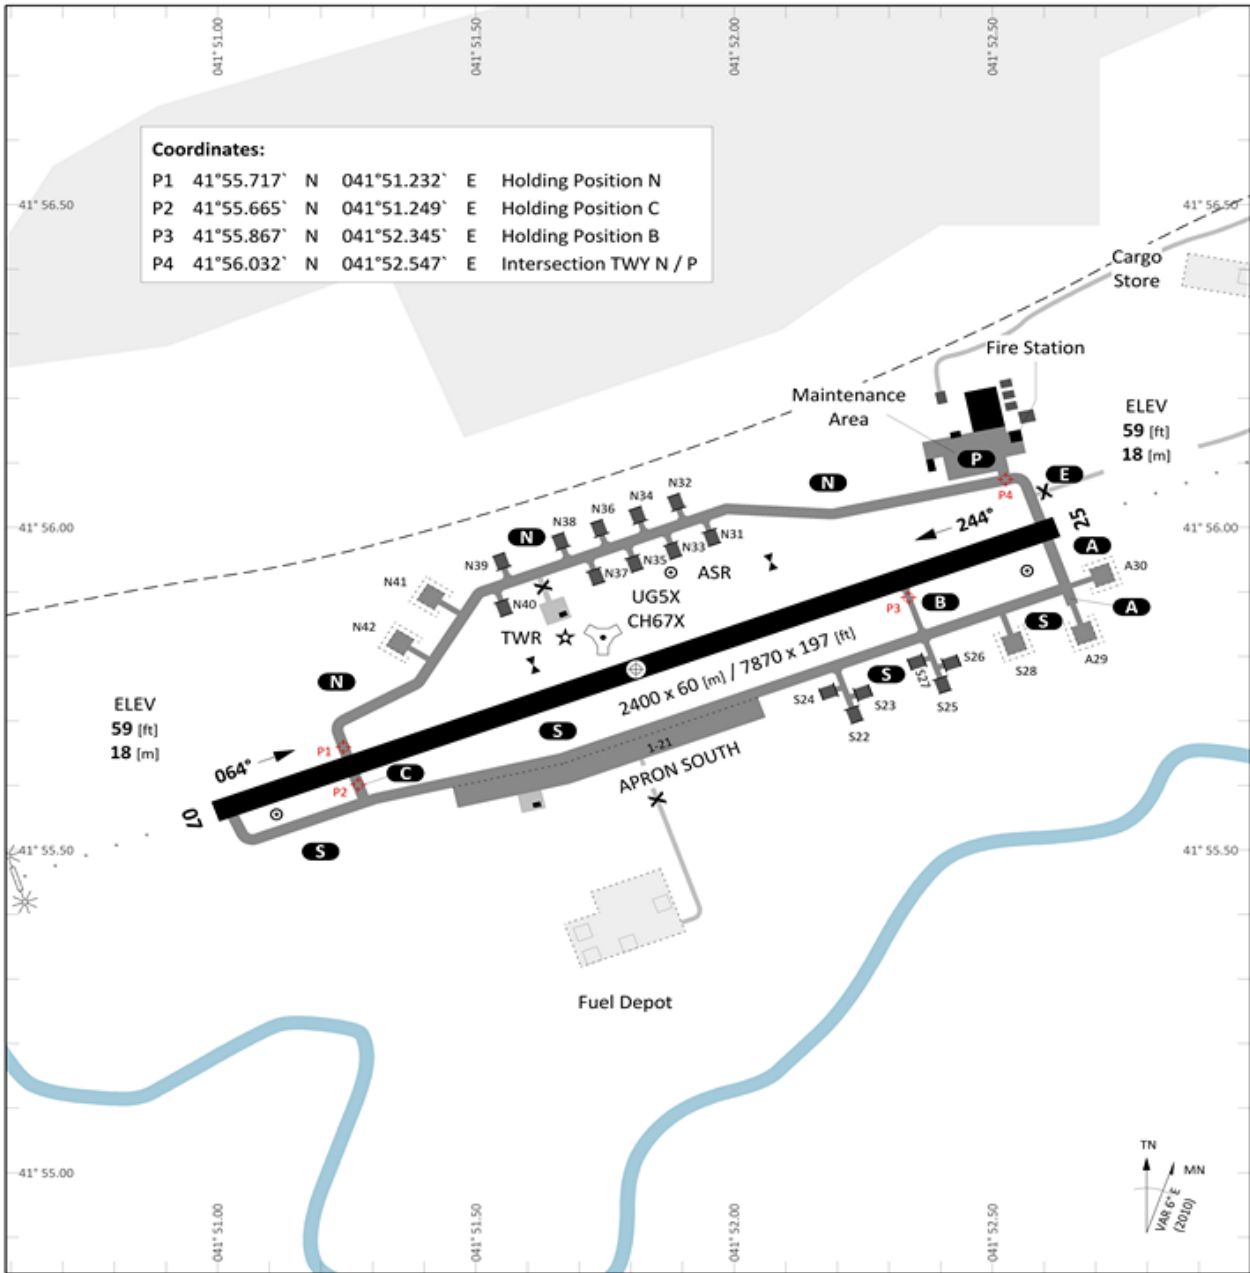 041° 51.00
041° 51.50
041° 52.00
041° 52.50
Coordinates:
P1 41°55.717` N 041°51.232` E Holding Position N
P2 41°55.665` N 041°51.249` E Holding Position C
P3 41°55.867` N 041°52.345` E Holding Position B
P4 41°56.032` N 041°52.547` E Intersection TWY N / P
41° 56.50
41° 56.50
Cargo
Store
Fire Station
Maintenance
Area
ELEV
59 [ft]
18 [m]
P
E
N
P4
N32
N34
N36
N38
N
N39
N31
N33
N35
N37
N40
N41
N42
41° 56.00
41° 56.00
244°
25
A
A30
ASR
UG5X
CH67X
TWR
P3
B
A
S
S26
S27
S28
A29
S25
S
S24
S23
S22
2400 x 60 [m] / 7870 x 197 [ft]
N
ELEV
59 [ft]
18 [m]
S
P1
064°
C
P2
1-21
APRON SOUTH
07
S
41° 55.50
41° 55.50
Fuel Depot
TN
MN
VAR 6° E
(2010)
41° 55.00
41° 55.00
041° 51.00
041° 51.50
041° 52.00
041° 52.50